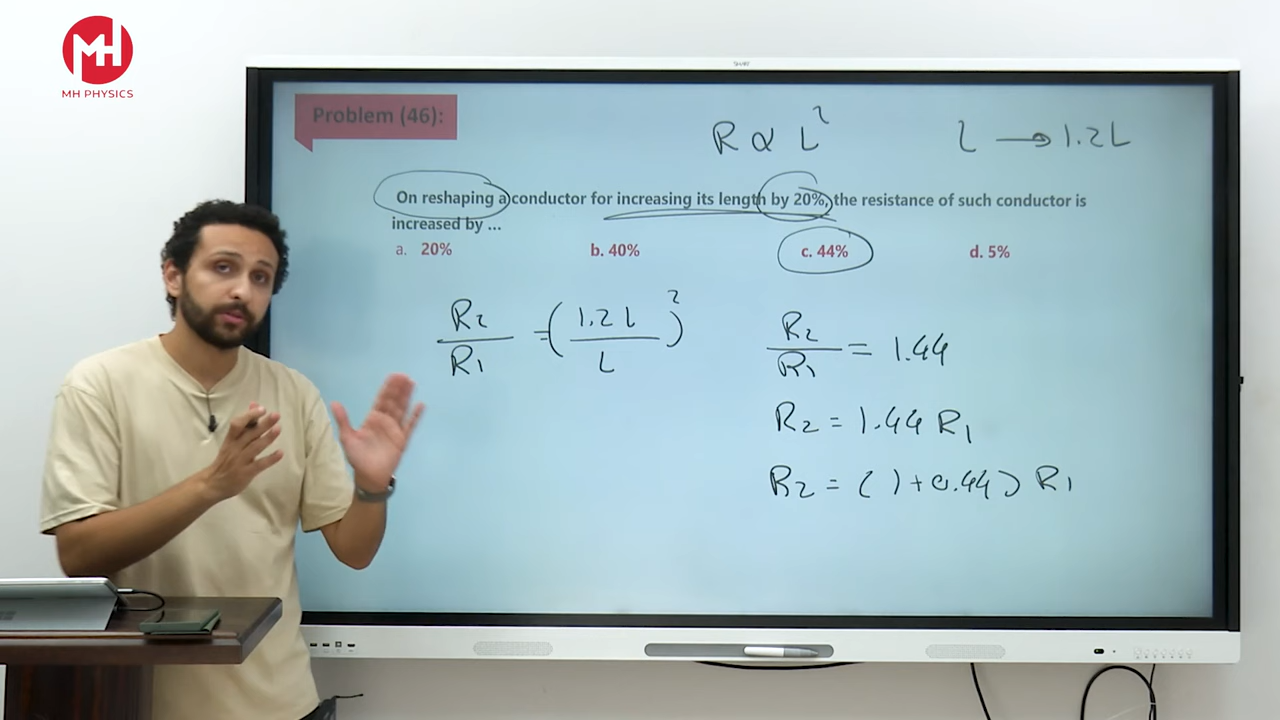 MH
MH PHYSICS
SMART
Problem (46):
R ∝ L²
L → 1.2L
On reshaping a conductor for increasing its length by 20%, the resistance of such conductor is
increased by ...
a. 20%
b. 40%
c. 44%
d. 5%
R2/R1 = (1.2L/L)²
R2/R1 = 1.44
R2 = 1.44 R1
R2 = (1+0.44) R1